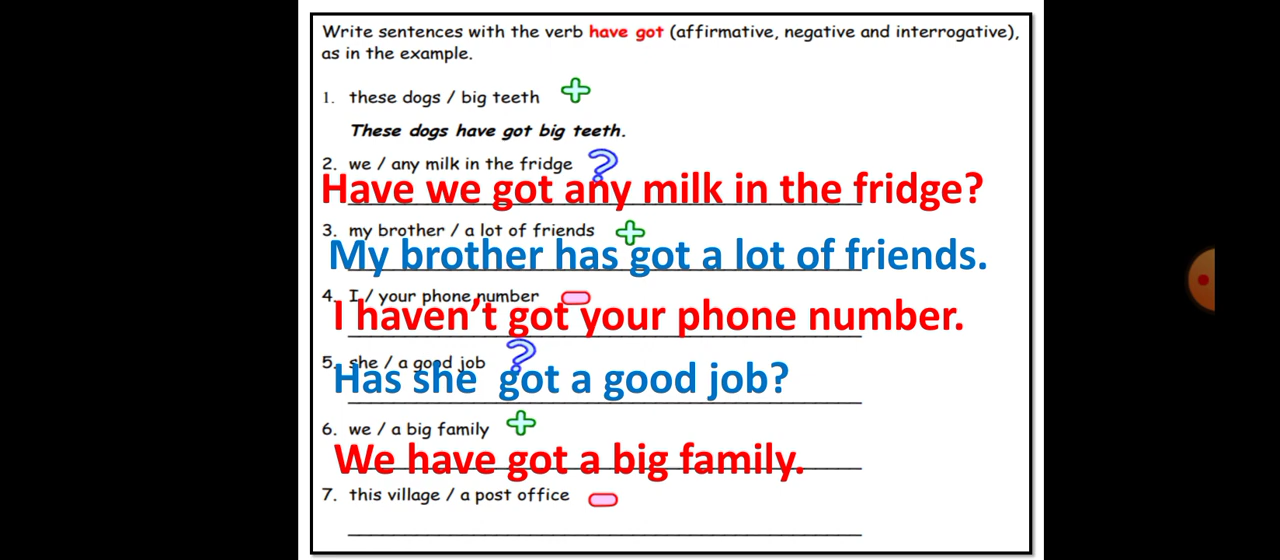 Write sentences with the verb have got (affirmative, negative and interrogative),
as in the example.
1. these dogs / big teeth
These dogs have got big teeth.
2. we / any milk in the fridge
Have we got any milk in the fridge?
3. my brother / a lot of friends
My brother has got a lot of friends.
4. I / your phone number
I haven't got your phone number.
5. she / a good job
Has she got a good job?
6. we / a big family
We have got a big family.
7. this village / a post office